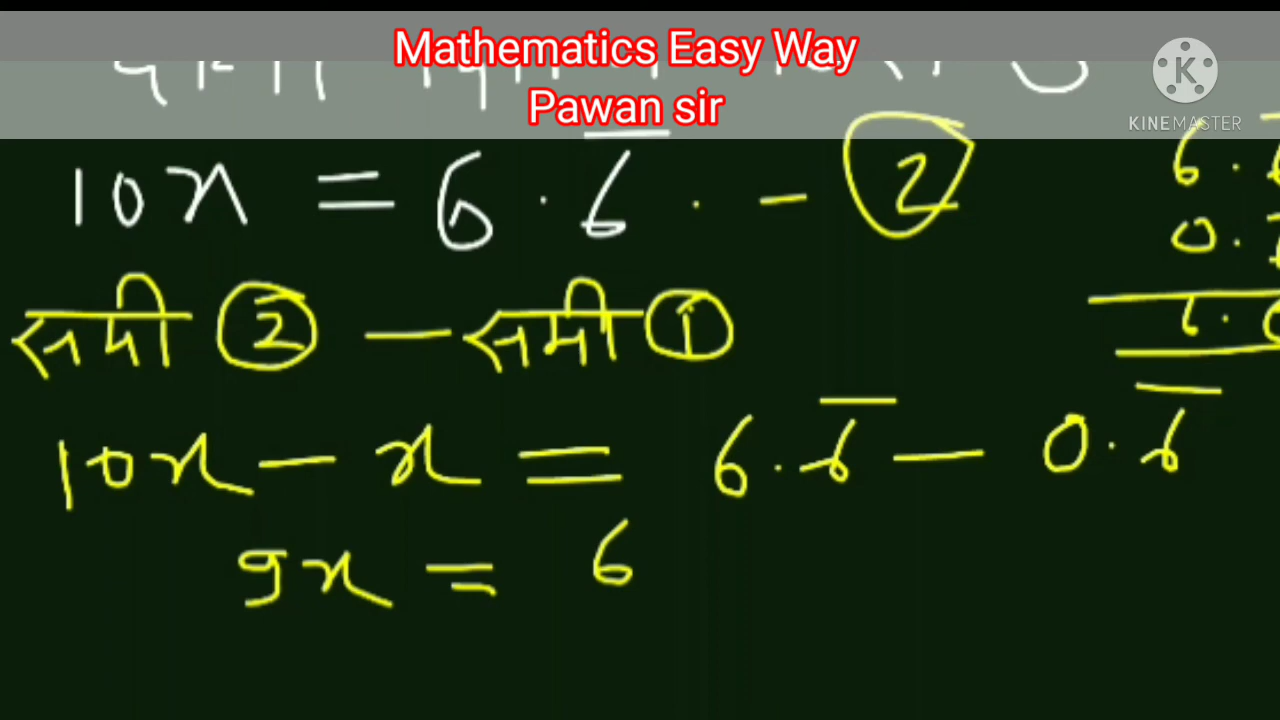 Mathematics Easy Way
Pawan sir
KINEMASTER
10x = 6.6̅ . - 2
समी 2 - समी 1
10x - x = 6.6̅ - 0.6̅
9x = 6